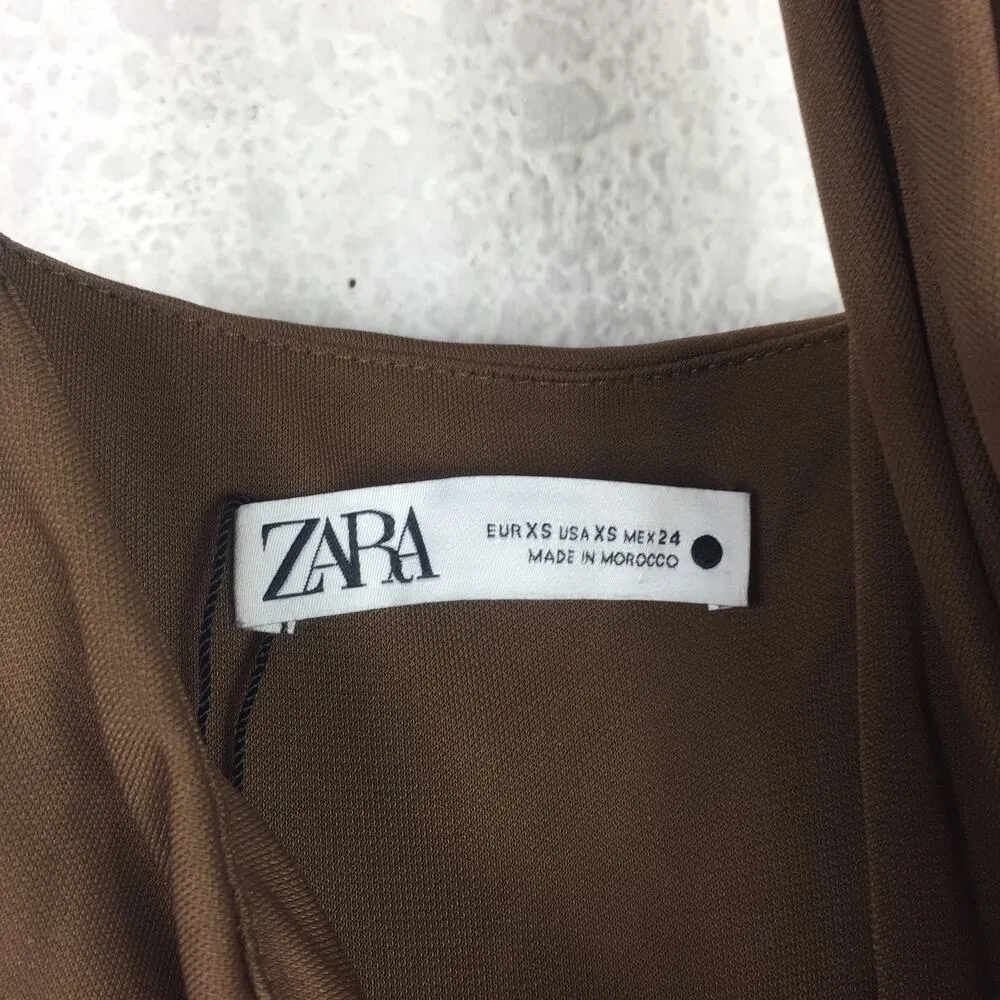 ZARA
EUR XS USA XS MEX 24
MADE IN MOROCCO